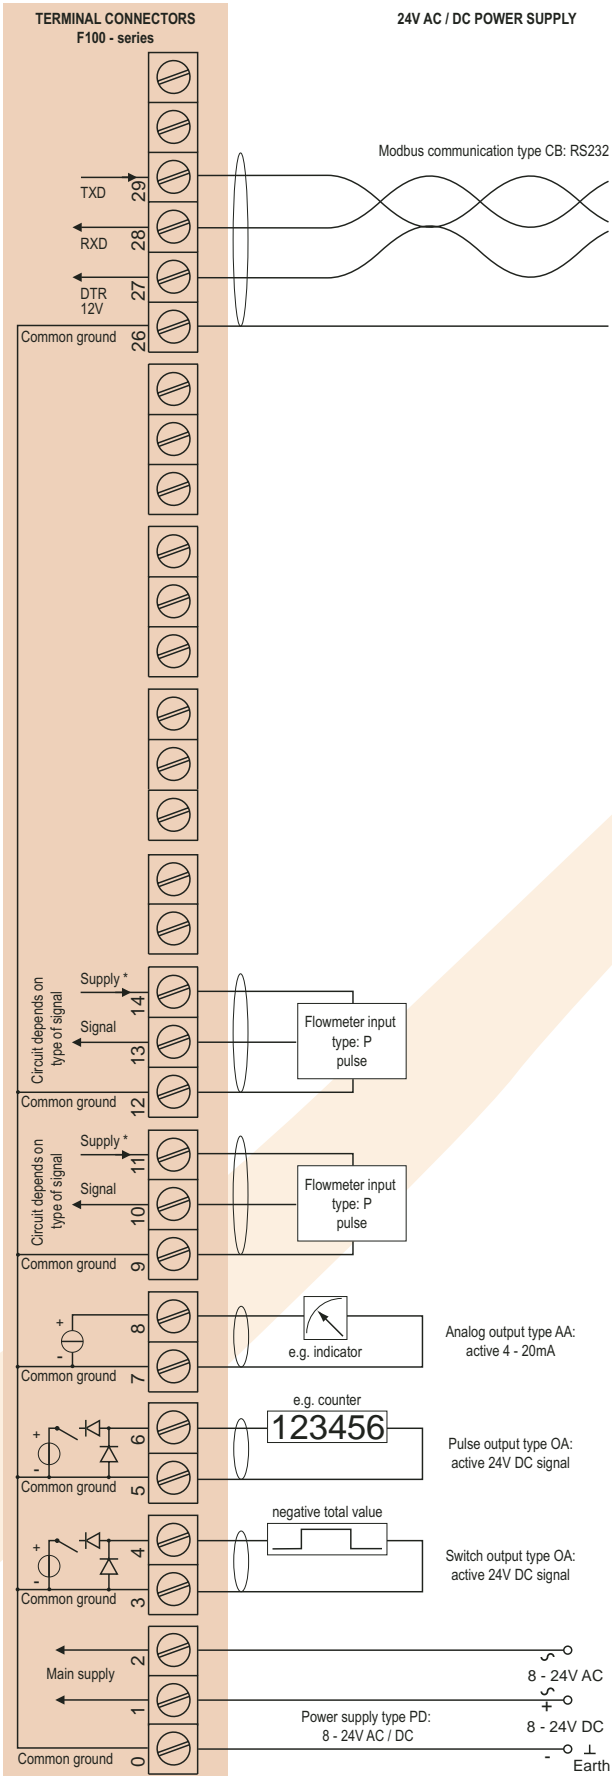 TERMINAL CONNECTORS
F100 - series
24V AC / DC POWER SUPPLY
Modbus communication type CB: RS232
TXD
29
RXD
28
DTR
12V
27
Common ground
26
Circuit depends on
type of signal
Supply *
14
Signal
13
Common ground
12
Flowmeter input
type: P
pulse
Circuit depends on
type of signal
Supply *
11
Signal
10
Common ground
9
Flowmeter input
type: P
pulse
+
-
8
Common ground
7
e.g. indicator
Analog output type AA:
active 4 - 20mA
+
-
6
Common ground
5
e.g. counter
123456
Pulse output type OA:
active 24V DC signal
+
-
4
Common ground
3
negative total value
Switch output type OA:
active 24V DC signal
2
Main supply
1
Common ground
0
Power supply type PD:
8 - 24V AC / DC
8 - 24V AC
+
8 - 24V DC
-
Earth